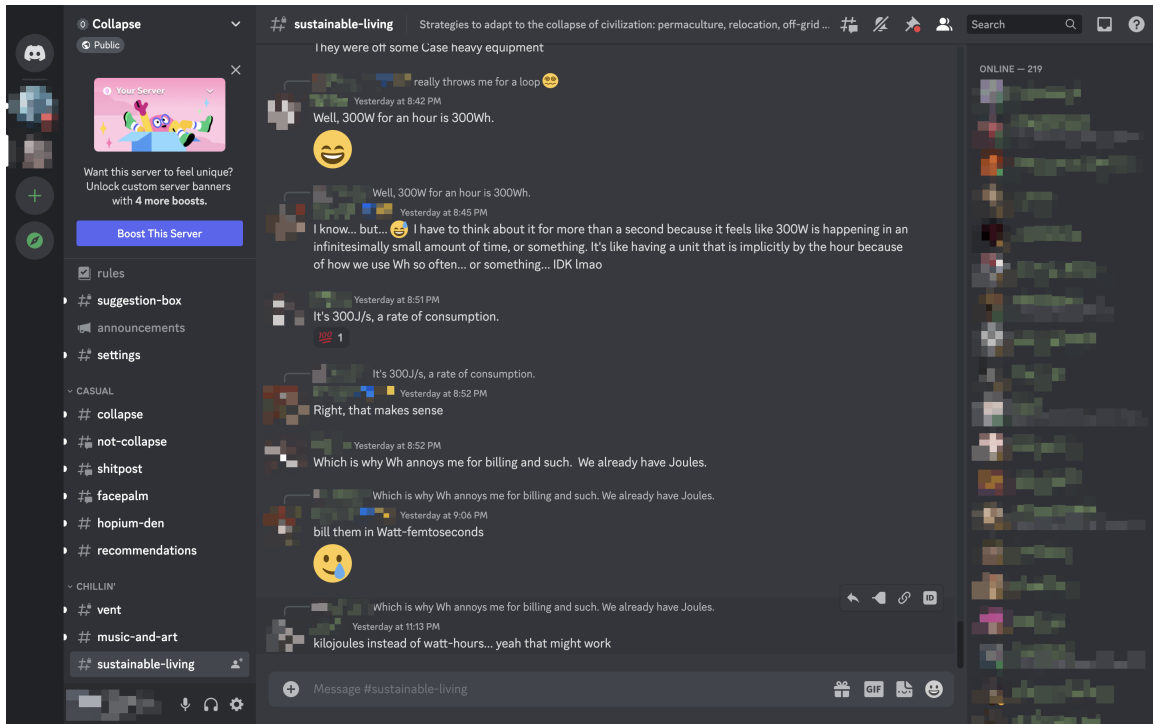 Collapse
Public
Your Server
Want this server to feel unique?
Unlock custom server banners
with 4 more boosts.
Boost This Server
rules
suggestion-box
announcements
settings
CASUAL
collapse
not-collapse
shitpost
facepalm
hopium-den
recommendations
CHILLIN'
vent
music-and-art
sustainable-living
sustainable-living
Strategies to adapt to the collapse of civilization: permaculture, relocation, off-grid ...
Search
They were off some Case heavy equipment
really throws me for a loop 😵‍💫
Yesterday at 8:42 PM
Well, 300W for an hour is 300Wh.
😄
Well, 300W for an hour is 300Wh.
Yesterday at 8:45 PM
I know... but... 😅 I have to think about it for more than a second because it feels like 300W is happening in an
infinitesimally small amount of time, or something. It's like having a unit that is implicitly by the hour because
of how we use Wh so often... or something... IDK lmao
Yesterday at 8:51 PM
It's 300J/s, a rate of consumption.
💯 1
It's 300J/s, a rate of consumption.
Yesterday at 8:52 PM
Right, that makes sense
Yesterday at 8:52 PM
Which is why Wh annoys me for billing and such. We already have Joules.
Which is why Wh annoys me for billing and such. We already have Joules.
Yesterday at 9:06 PM
bill them in Watt-femtoseconds
🥲
ID
Which is why Wh annoys me for billing and such. We already have Joules.
Yesterday at 11:13 PM
kilojoules instead of watt-hours... yeah that might work
Message #sustainable-living
GIF
ONLINE — 219